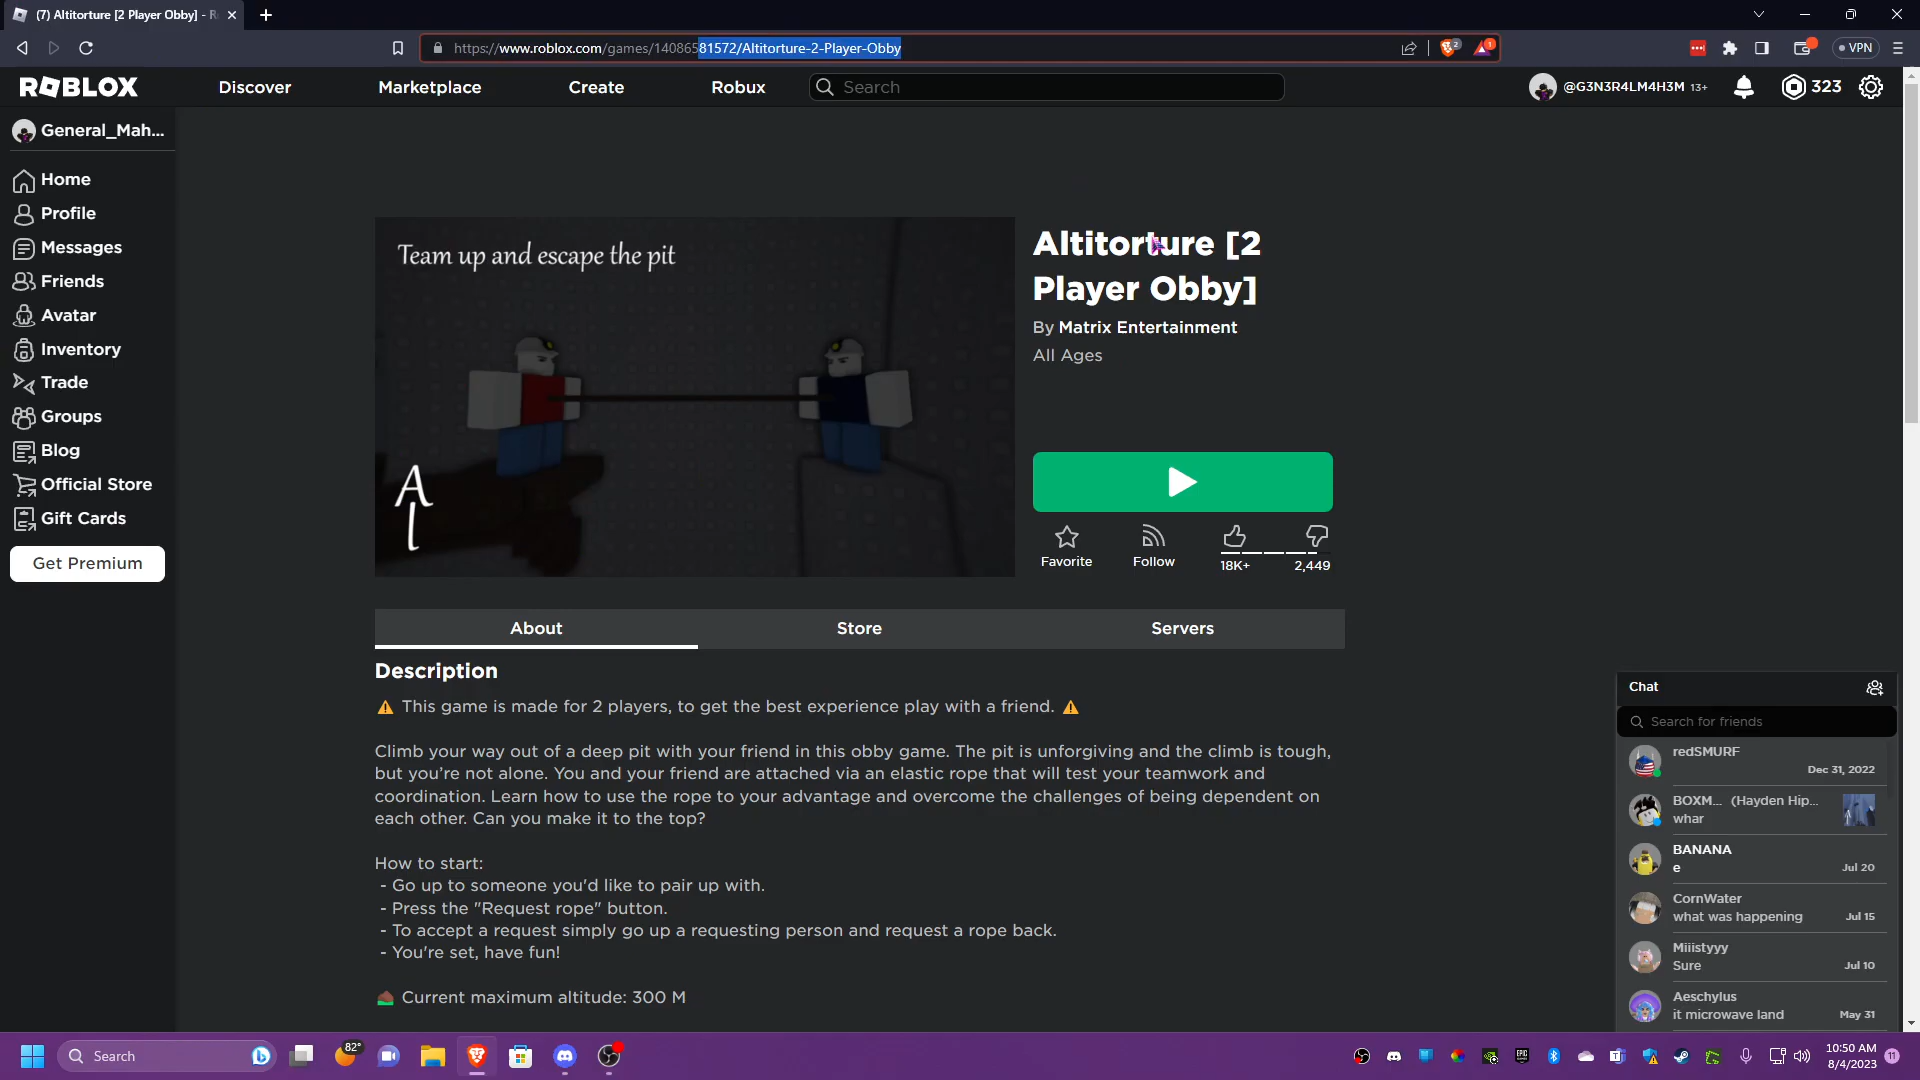 (7) Altitorture [2 Player Obby] - R
https://www.roblox.com/games/14086581572/Altitorture-2-Player-Obby
2
1
VPN
ROBLOX
Discover
Marketplace
Create
Robux
Search
@G3N3R4LM4H3M 13+
323
General_Mah...
Home
Profile
Messages
Friends
Avatar
Inventory
Trade
Groups
Blog
Official Store
Gift Cards
Get Premium
Team up and escape the pit
A
l
Altitorture [2
Player Obby]
By Matrix Entertainment
All Ages
Favorite
Follow
18K+
2,449
About
Store
Servers
Description
⚠ This game is made for 2 players, to get the best experience play with a friend. ⚠
Climb your way out of a deep pit with your friend in this obby game. The pit is unforgiving and the climb is tough,
but you're not alone. You and your friend are attached via an elastic rope that will test your teamwork and
coordination. Learn how to use the rope to your advantage and overcome the challenges of being dependent on
each other. Can you make it to the top?
How to start:
- Go up to someone you'd like to pair up with.
- Press the "Request rope" button.
- To accept a request simply go up a requesting person and request a rope back.
- You're set, have fun!
Current maximum altitude: 300 M
Chat
Search for friends
redSMURF
Dec 31, 2022
BOXM... (Hayden Hip...
whar
BANANA
e
Jul 20
CornWater
what was happening
Jul 15
Miiistyyy
Sure
Jul 10
Aeschylus
it microwave land
May 31
Search
82°
EPIC
10:50 AM
8/4/2023
11